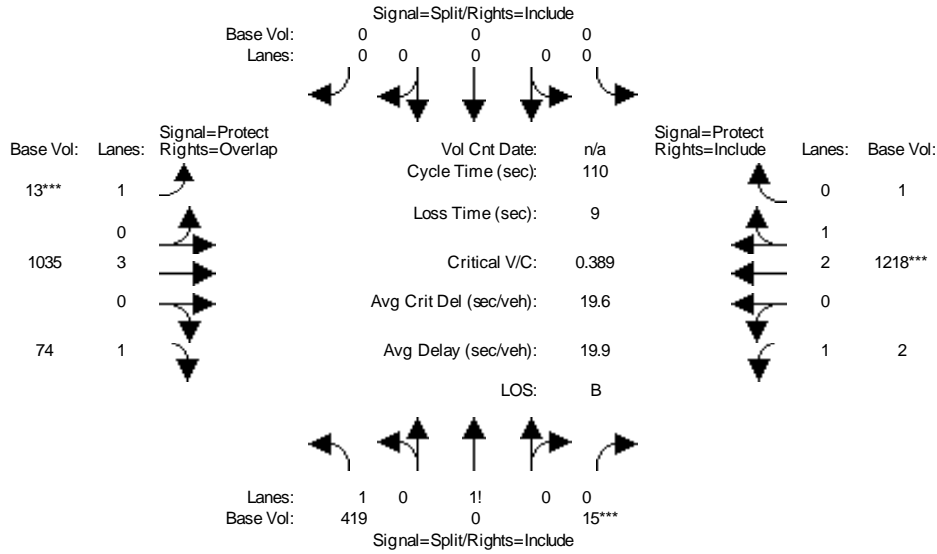 Signal=Split/Rights=Include
Base Vol: 0 0 0
Lanes: 0 0 0 0 0
Signal=Protect Signal=Protect
Base Vol: Lanes: Rights=Overlap Vol Cnt Date: n/a Rights=Include Lanes: Base Vol:
Cycle Time (sec): 110
13*** 1 0 1
Loss Time (sec): 9
0 1
1035 3 Critical V/C: 0.389 2 1218***
0 Avg Crit Del (sec/veh): 19.6 0
74 1 Avg Delay (sec/veh): 19.9 1 2
LOS: B
Lanes: 1 0 1! 0 0
Base Vol: 419 0 15***
Signal=Split/Rights=Include